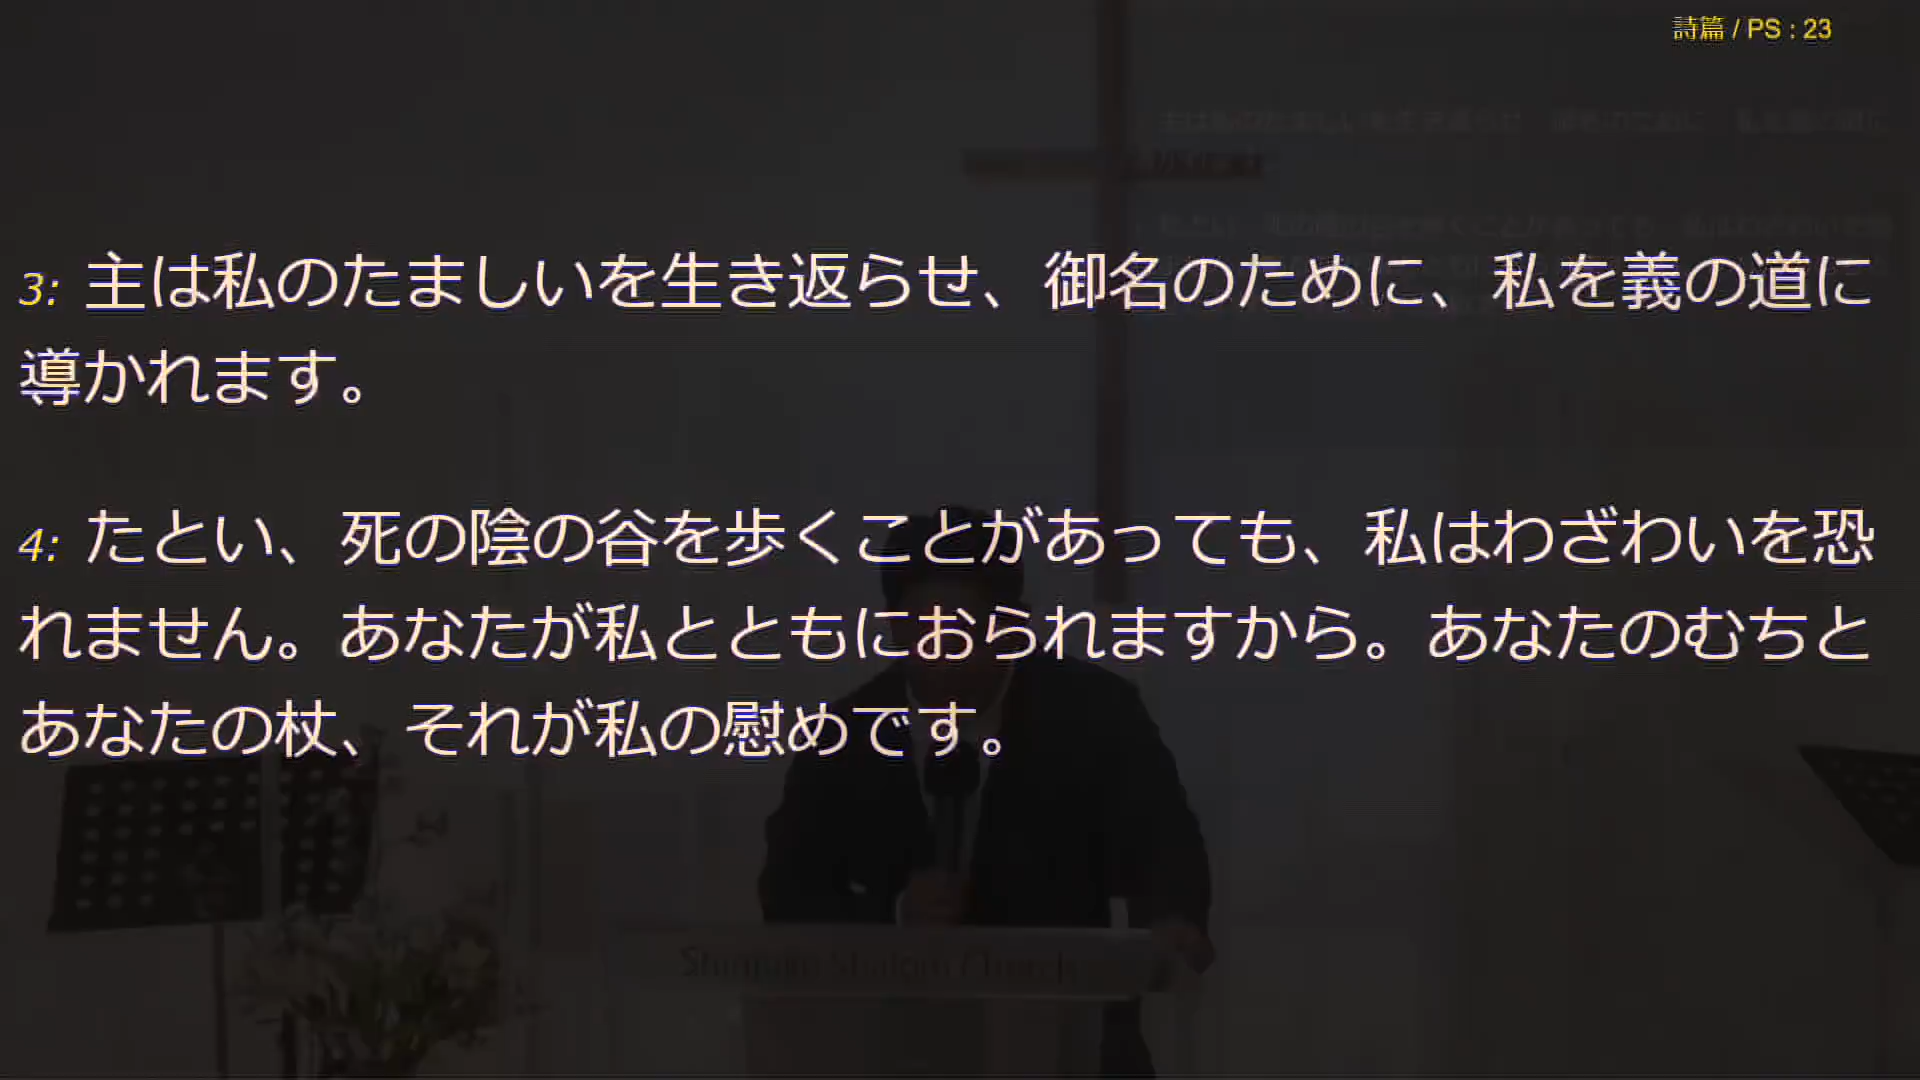 詩篇 / PS : 23
3: 主は私のたましいを生き返らせ、御名のために、私を義の道に
導かれます。
4: たとい、死の陰の谷を歩くことがあっても、私はわざわいを恐
れません。あなたが私とともにおられますから。あなたのむちと
あなたの杖、それが私の慰めです。
Church